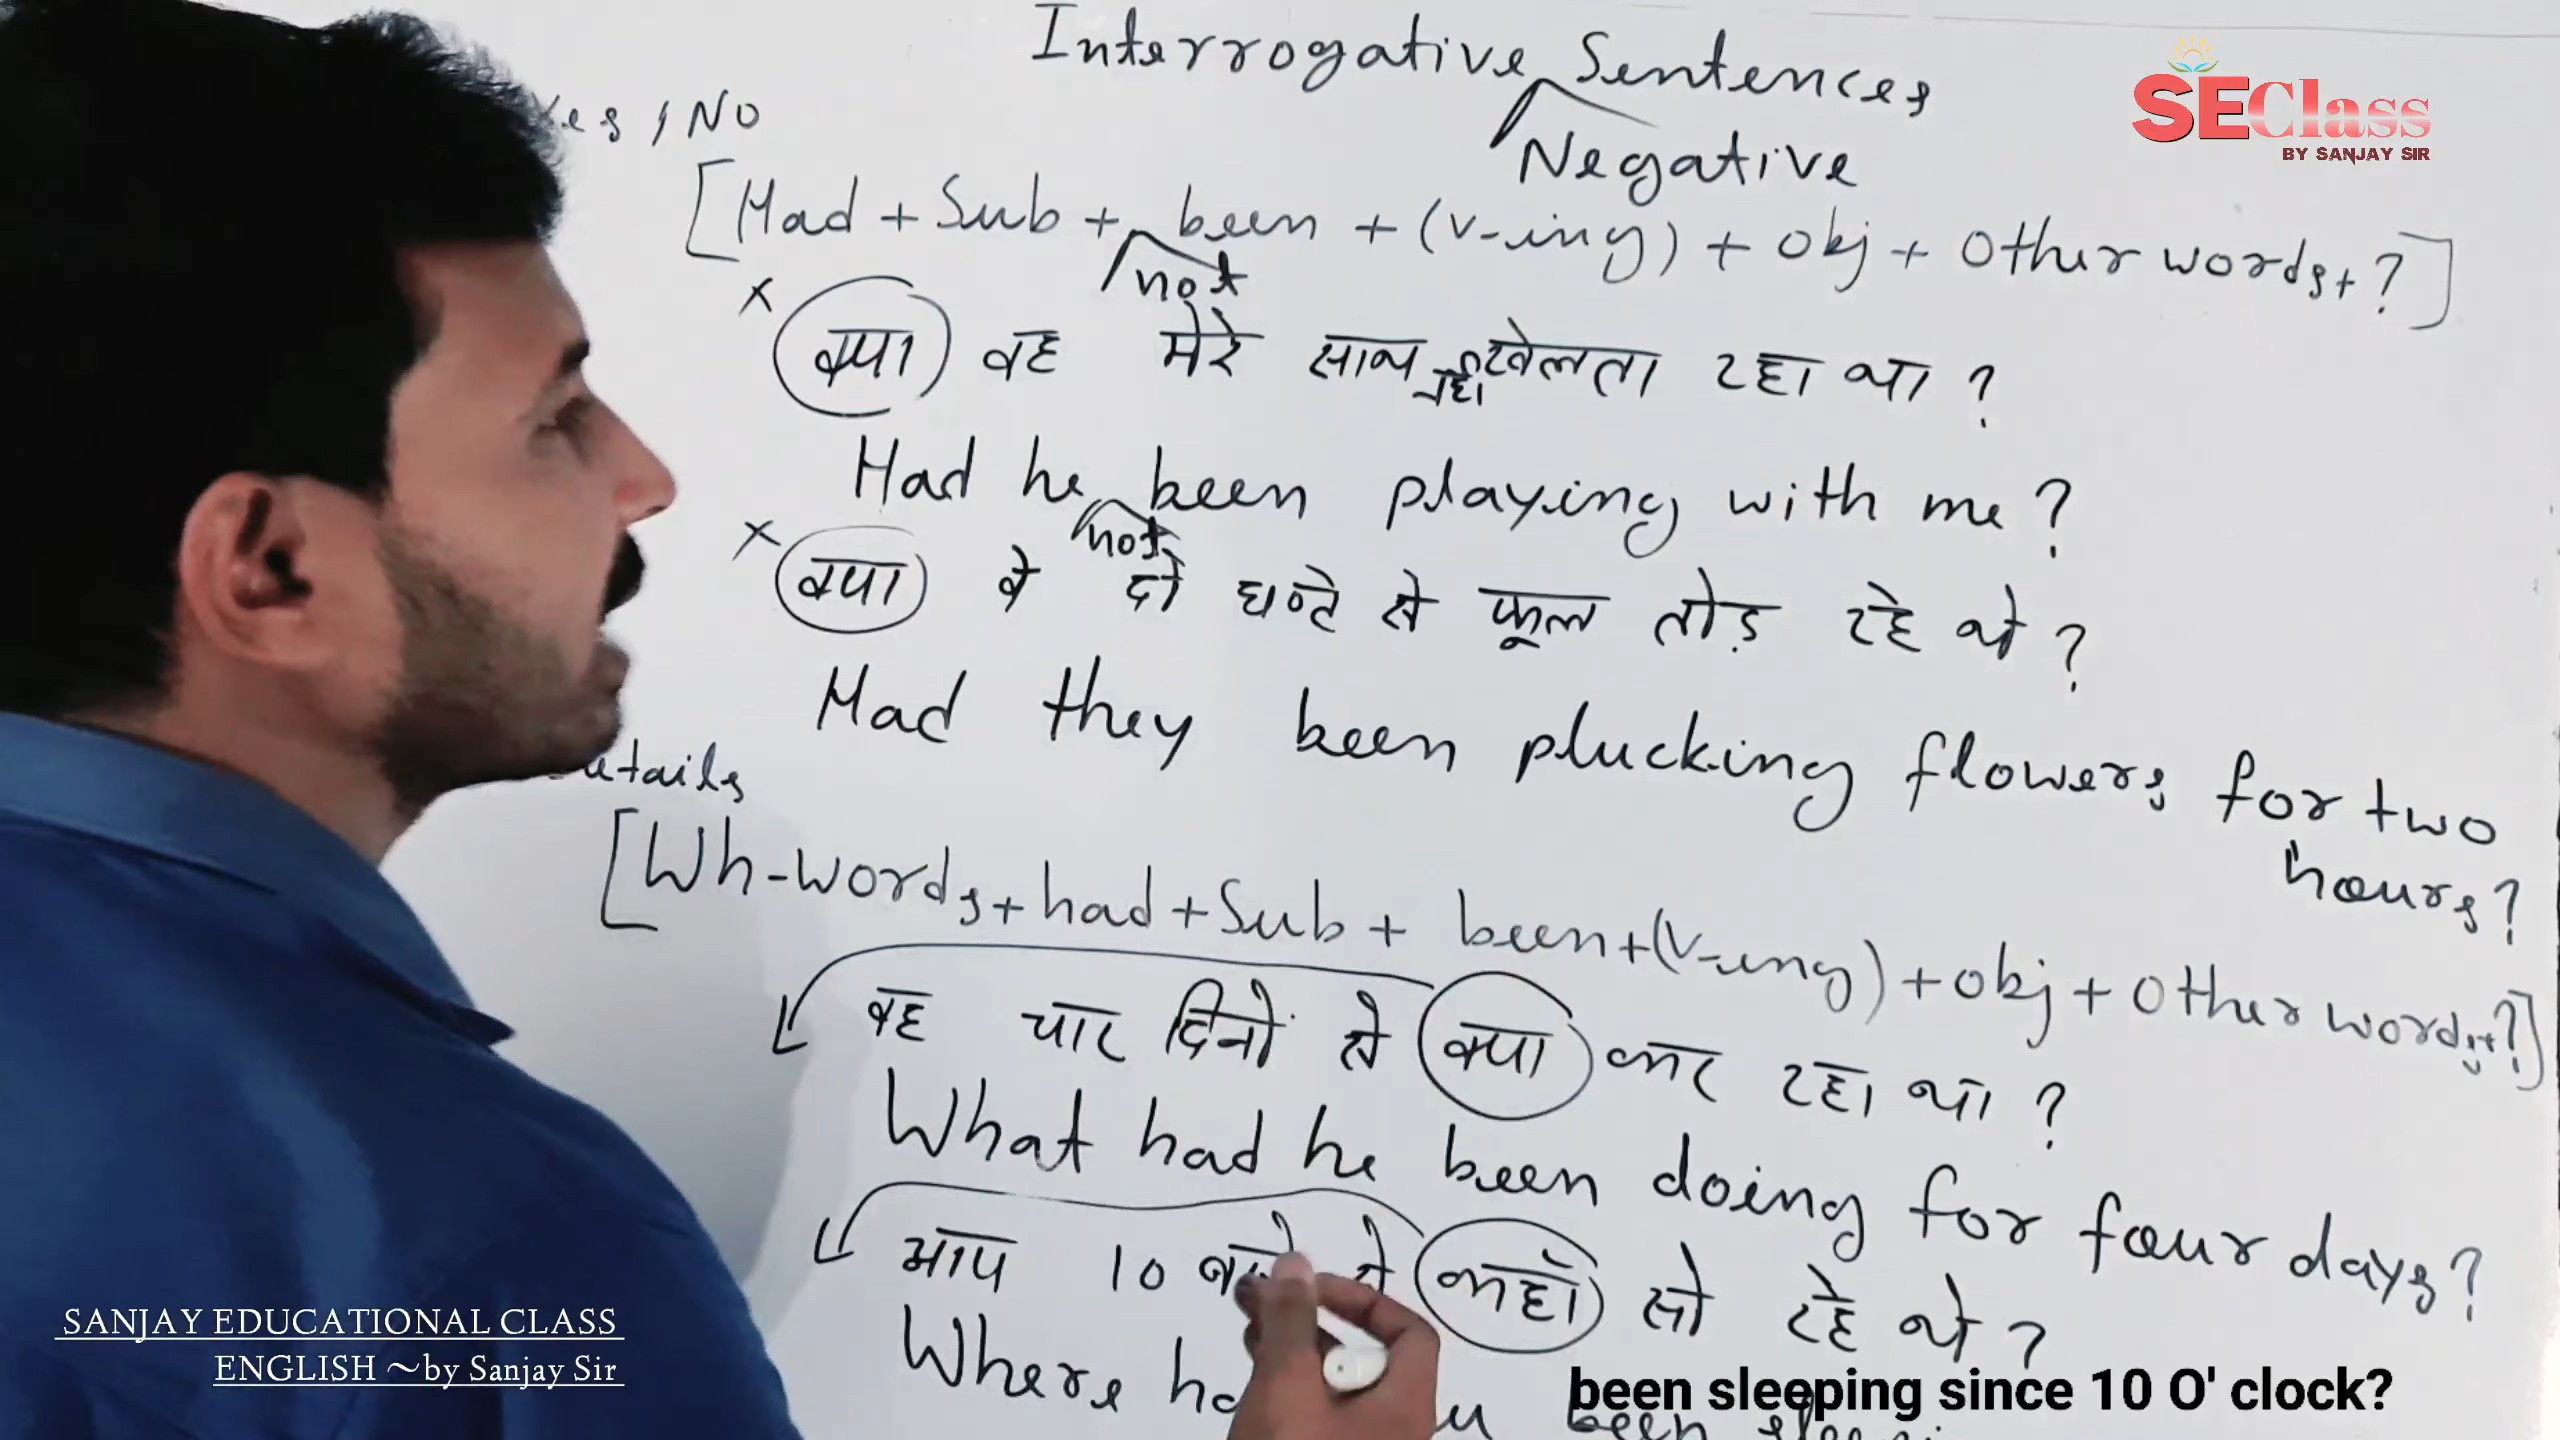 Interrogative Sentences
Negative
SEClass
BY SANJAY SIR
Yes / No
[Had + Sub + been + (v-ing) + obj + Other words + ?]
not
क्या वह मेरे साथ नहीं खेलता रहा था ?
Had he been playing with me ?
not
क्या वे दो घण्टे से फूल तोड़ रहे थे ?
Had they been plucking flowers for two
hours ?
[Wh-words + had + Sub + been + (v-ing) + obj + Other words + ?]
वह चार दिनों से क्या कर रहा था ?
What had he been doing for four days ?
आप 10 से कहाँ सो रहे थे ?
Where been
been sleeping since 10 O' clock?
SANJAY EDUCATIONAL CLASS
ENGLISH ~by Sanjay Sir